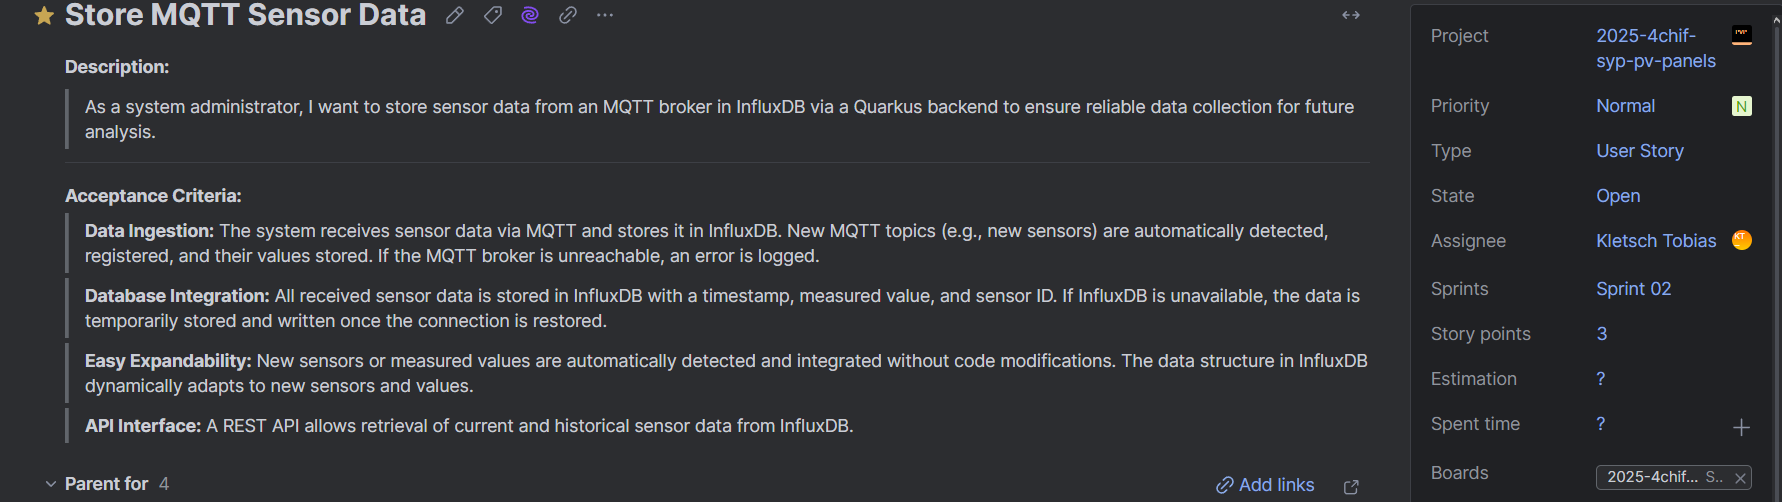 Store MQTT Sensor Data
Description:
As a system administrator, I want to store sensor data from an MQTT broker in InfluxDB via a Quarkus backend to ensure reliable data collection for future
analysis.
Acceptance Criteria:
Data Ingestion: The system receives sensor data via MQTT and stores it in InfluxDB. New MQTT topics (e.g., new sensors) are automatically detected,
registered, and their values stored. If the MQTT broker is unreachable, an error is logged.
Database Integration: All received sensor data is stored in InfluxDB with a timestamp, measured value, and sensor ID. If InfluxDB is unavailable, the data is
temporarily stored and written once the connection is restored.
Easy Expandability: New sensors or measured values are automatically detected and integrated without code modifications. The data structure in InfluxDB
dynamically adapts to new sensors and values.
API Interface: A REST API allows retrieval of current and historical sensor data from InfluxDB.
Parent for 4
Add links
Project 2025-4chif-
syp-pv-panels
Priority Normal N
Type User Story
State Open
Assignee Kletsch Tobias KT
Sprints Sprint 02
Story points 3
Estimation ?
Spent time ?
Boards 2025-4chif... S..